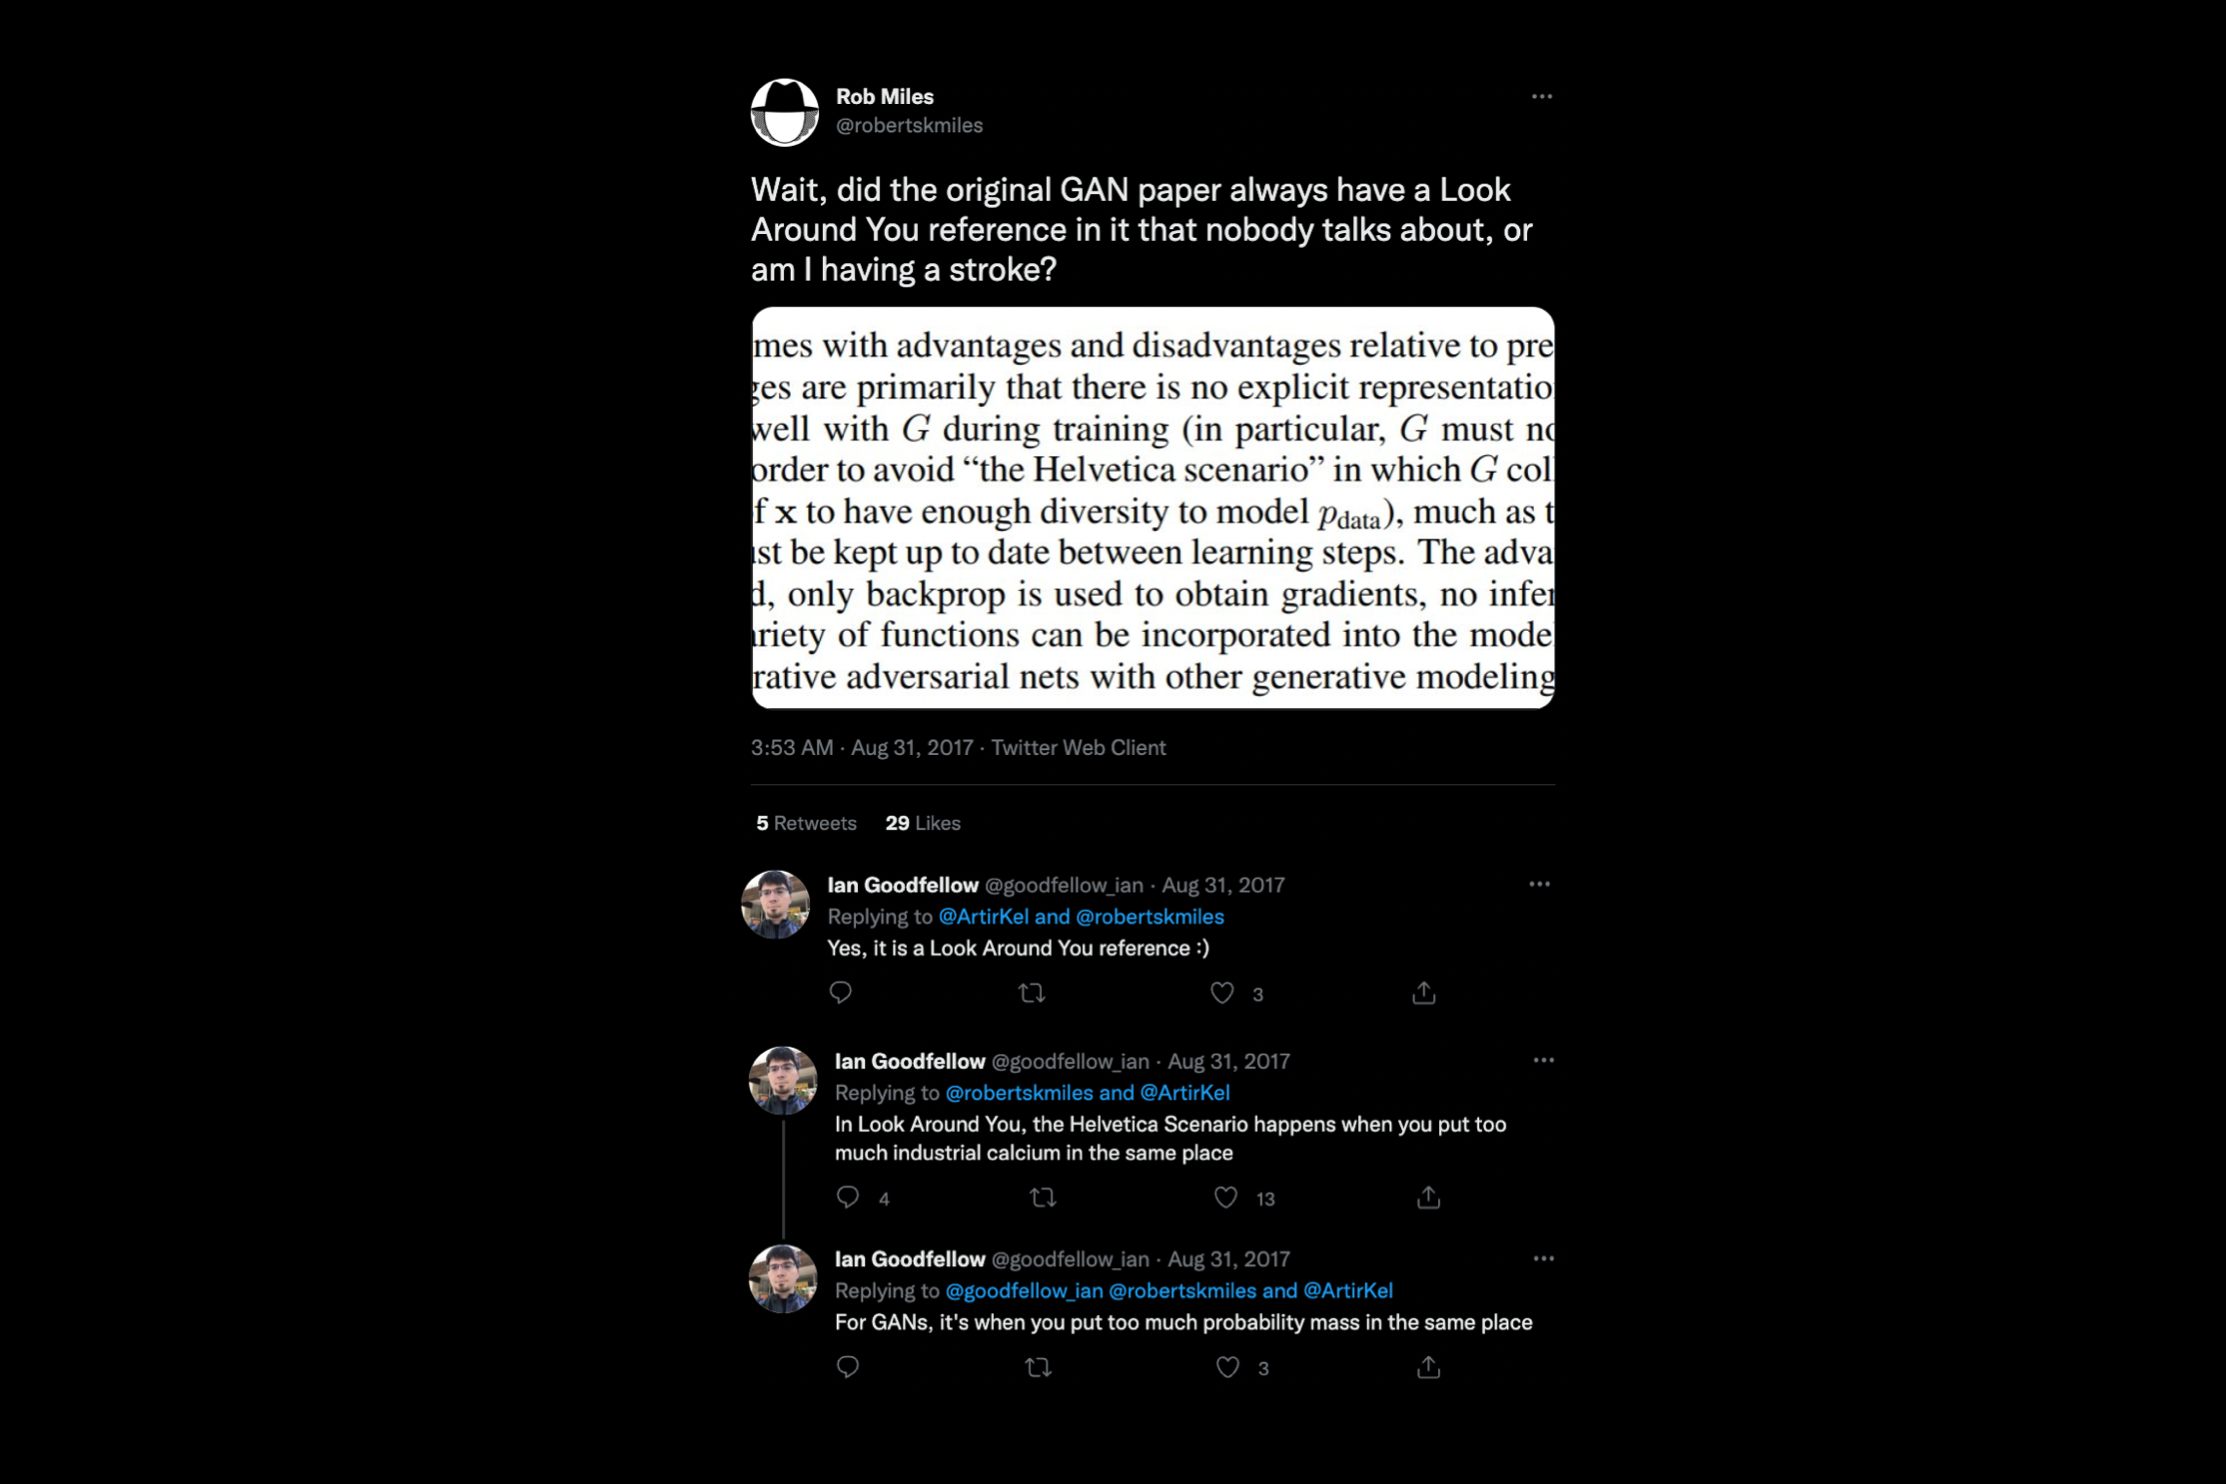 Rob Miles
@robertskmiles
Wait, did the original GAN paper always have a Look
Around You reference in it that nobody talks about, or
am I having a stroke?
mes with advantages and disadvantages relative to pre
ges are primarily that there is no explicit representatio
well with G during training (in particular, G must no
order to avoid “the Helvetica scenario” in which G col
f x to have enough diversity to model pdata), much as t
ust be kept up to date between learning steps. The adva
d, only backprop is used to obtain gradients, no infer
ariety of functions can be incorporated into the mode
rative adversarial nets with other generative modeling
3:53 AM · Aug 31, 2017 · Twitter Web Client
5 Retweets 29 Likes
Ian Goodfellow @goodfellow_ian · Aug 31, 2017
Replying to @ArtirKel and @robertskmiles
Yes, it is a Look Around You reference :)
3
Ian Goodfellow @goodfellow_ian · Aug 31, 2017
Replying to @robertskmiles and @ArtirKel
In Look Around You, the Helvetica Scenario happens when you put too
much industrial calcium in the same place
4 13
Ian Goodfellow @goodfellow_ian · Aug 31, 2017
Replying to @goodfellow_ian @robertskmiles and @ArtirKel
For GANs, it's when you put too much probability mass in the same place
3